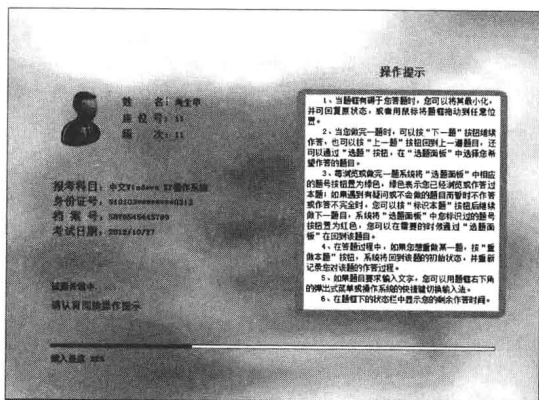 操作提示
姓 名：考生甲
座 位 号：11
场 次：11
报考科目：中文Windows XP操作系统
身份证号：
档 案 号：
考试日期：2012/10/27
请认真阅读操作提示
1、当题框有碍于您答题时，您可以将其最小化，
并可回复原状态，或者用鼠标将题框拖动到任意位
置。
2、当您做完一题时，可以按“下一题”按钮继续
作答，也可以按“上一题”按钮回到上一道题目，还
可以通过“选题”按钮，在“选题面板”中选择您希
望作答的题目。
3、每浏览或做完一题系统将“选题面板”中相应
的题号按钮置为绿色，绿色表示您已经浏览或作答过
本题；如果遇到有疑问或不会做的题目而暂时不作答
或作答不完全时，您可以按“标识本题”按钮后继续
做下一题目，系统将“选题面板”中您标识过的题号
按钮置为红色，您可以在需要的时候通过“选题面
板”在回到该题目。
4、在答题过程中，如果您想重做某一题，按“重
做本题”按钮，系统将回到该题的初始状态，并重新
记录您对该题的作答过程。
5、如果题目要求输入文字，您可以用题框右下角
的弹出式菜单或操作系统的快捷键切换输入法。
6、在题框下的状态栏中显示您的剩余作答时间。